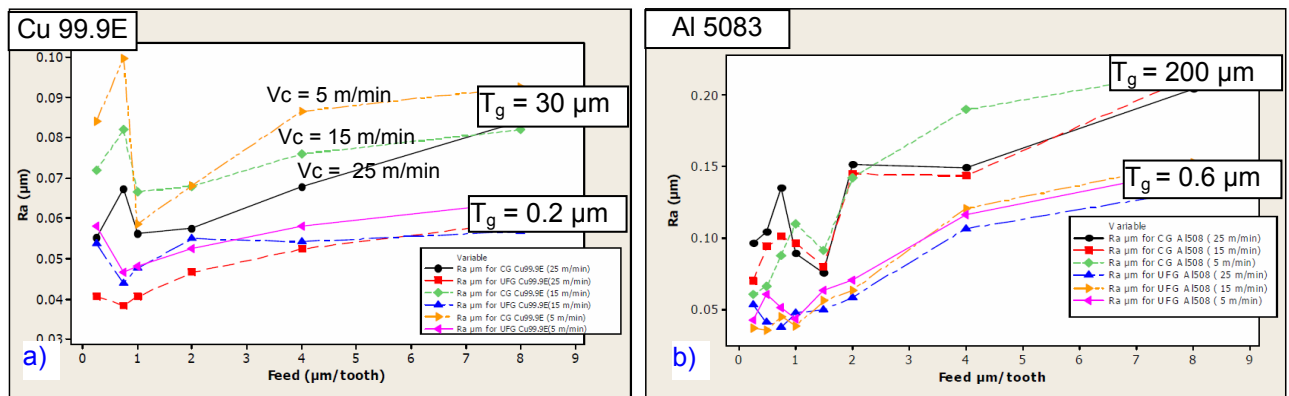 Cu 99.9E
0.10
0.09
0.08
0.07
0.06
0.05
0.04
0.03
Ra (µm)
Vc = 5 m/min
Vc = 15 m/min
Vc = 25 m/min
Tg = 30 µm
Tg = 0.2 µm
Variable
Ra µm for CG Cu99.9E (25 m/min)
Ra µm for UFG Cu99.9E(25 m/min)
Ra µm for CG Cu99.9E (15 m/min)
Ra µm for UFG Cu99.9E(15 m/min)
Ra µm for CG Cu99.9E (5 m/min)
Ra µm for UFG Cu99.9E(5 m/min)
a)
0 1 2 3 4 5 6 7 8 9
Feed (µm/tooth)
Al 5083
0.20
0.15
0.10
0.05
Ra (µm)
Tg = 200 µm
Tg = 0.6 µm
Variable
Ra µm for CG Al508 ( 25 m/min)
Ra µm for CG Al508 ( 15 m/min)
Ra µm for CG Al508 ( 5 m/min)
Ra µm for UFG Al508 ( 25 m/min)
Ra µm for UFG Al508 ( 15 m/min)
Ra µm for UFG Al508 ( 5 m/min)
b)
0 1 2 3 4 5 6 7 8 9
Feed µm/tooth